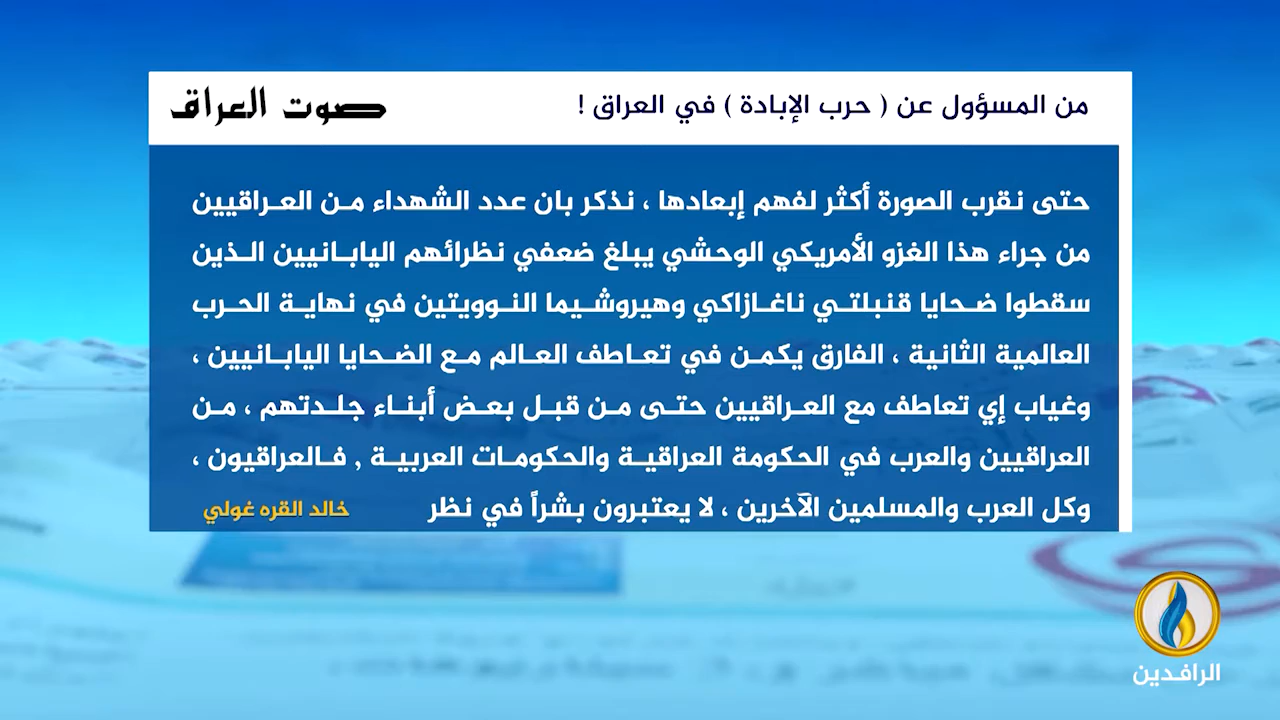 من المسؤول عن ( حرب الإبادة ) في العراق !
صوت العراق
حتى نقرب الصورة أكثر لفهم إبعادها ، نذكر بان عدد الشهداء من العراقيين
من جراء هذا الغزو الأمريكي الوحشي يبلغ ضعفي نظرائهم اليابانيين الذين
سقطوا ضحايا قنبلتي ناغازاكي وهيروشيما النوويتين في نهاية الحرب
العالمية الثانية ، الفارق يكمن في تعاطف العالم مع الضحايا اليابانيين ،
وغياب إي تعاطف مع العراقيين حتى من قبل بعض أبناء جلدتهم ، من
العراقيين والعرب في الحكومة العراقية والحكومات العربية , فالعراقيون ،
وكل العرب والمسلمين الآخرين ، لا يعتبرون بشراً في نظر
خالد القره غولي
الرافدين